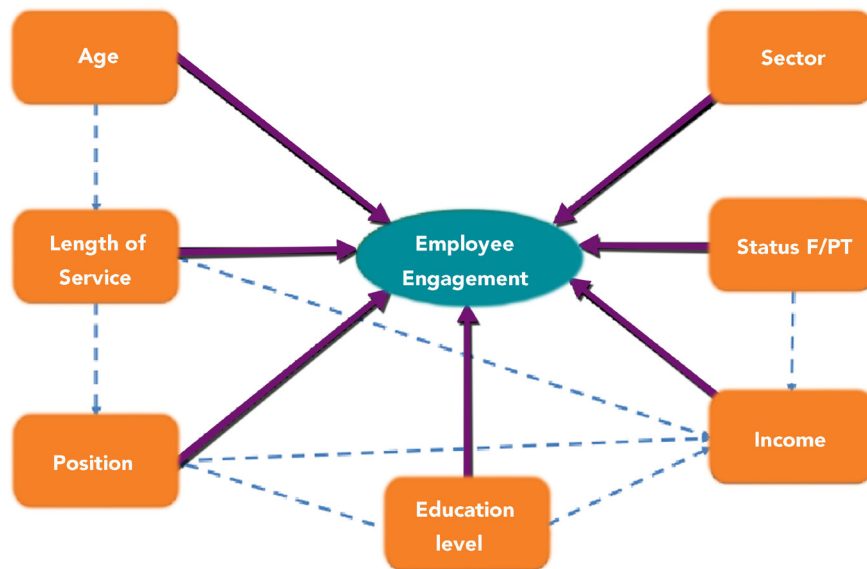 Age
Sector
Length of
Service
Employee
Engagement
Status F/PT
Position
Income
Education
level